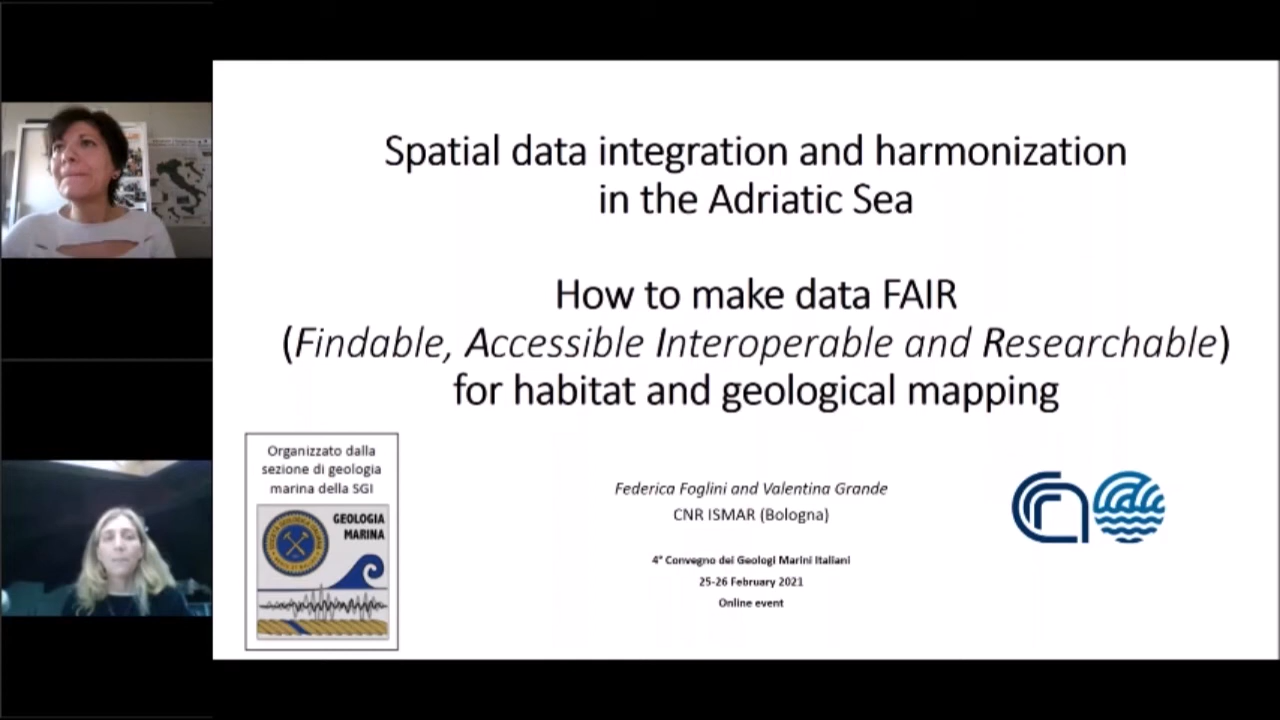 Spatial data integration and harmonization
in the Adriatic Sea
How to make data FAIR
(Findable, Accessible Interoperable and Researchable)
for habitat and geological mapping
Organizzato dalla
sezione di geologia
marina della SGI
GEOLOGIA
MARINA
Federica Foglini and Valentina Grande
CNR ISMAR (Bologna)
4° Convegno dei Geologi Marini Italiani
25-26 February 2021
Online event